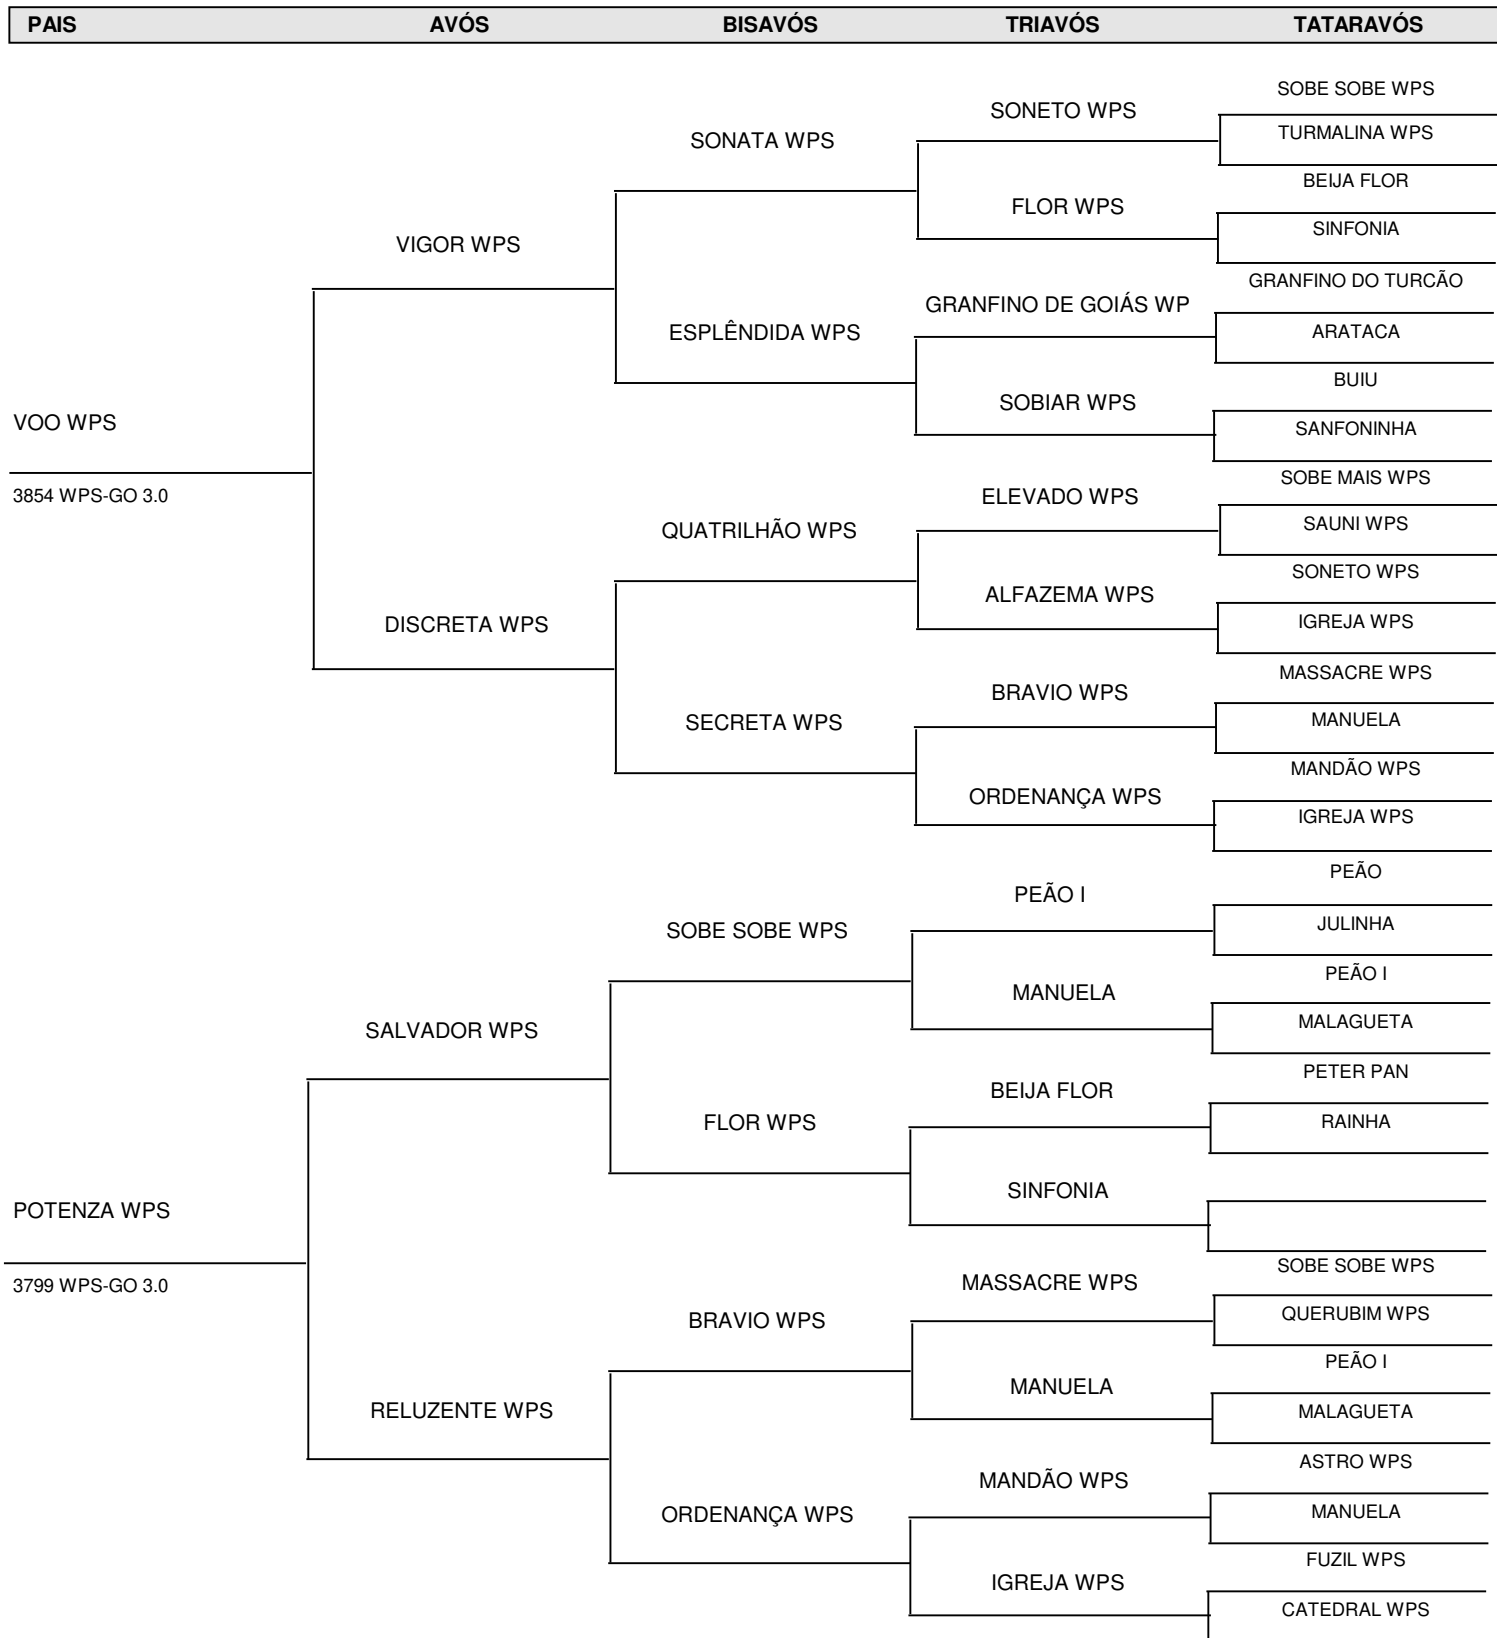 PAIS AVÓS BISAVÓS TRIAVÓS TATARAVÓS
SOBE SOBE WPS
SONETO WPS
TURMALINA WPS
SONATA WPS
BEIJA FLOR
FLOR WPS
SINFONIA
VIGOR WPS
GRANFINO DO TURCÃO
GRANFINO DE GOIÁS WP
ARATACA
ESPLÊNDIDA WPS
BUIU
SOBIAR WPS
VOO WPS
SANFONINHA
SOBE MAIS WPS
3854 WPS-GO 3.0
ELEVADO WPS
SAUNI WPS
QUATRILHÃO WPS
SONETO WPS
ALFAZEMA WPS
IGREJA WPS
DISCRETA WPS
MASSACRE WPS
BRAVIO WPS
MANUELA
SECRETA WPS
MANDÃO WPS
ORDENANÇA WPS
IGREJA WPS
PEÃO
PEÃO I
JULINHA
SOBE SOBE WPS
PEÃO I
MANUELA
MALAGUETA
SALVADOR WPS
PETER PAN
BEIJA FLOR
RAINHA
FLOR WPS
SINFONIA
POTENZA WPS
SOBE SOBE WPS
3799 WPS-GO 3.0
MASSACRE WPS
QUERUBIM WPS
BRAVIO WPS
PEÃO I
MANUELA
RELUZENTE WPS
MALAGUETA
ASTRO WPS
MANDÃO WPS
MANUELA
ORDENANÇA WPS
FUZIL WPS
IGREJA WPS
CATEDRAL WPS